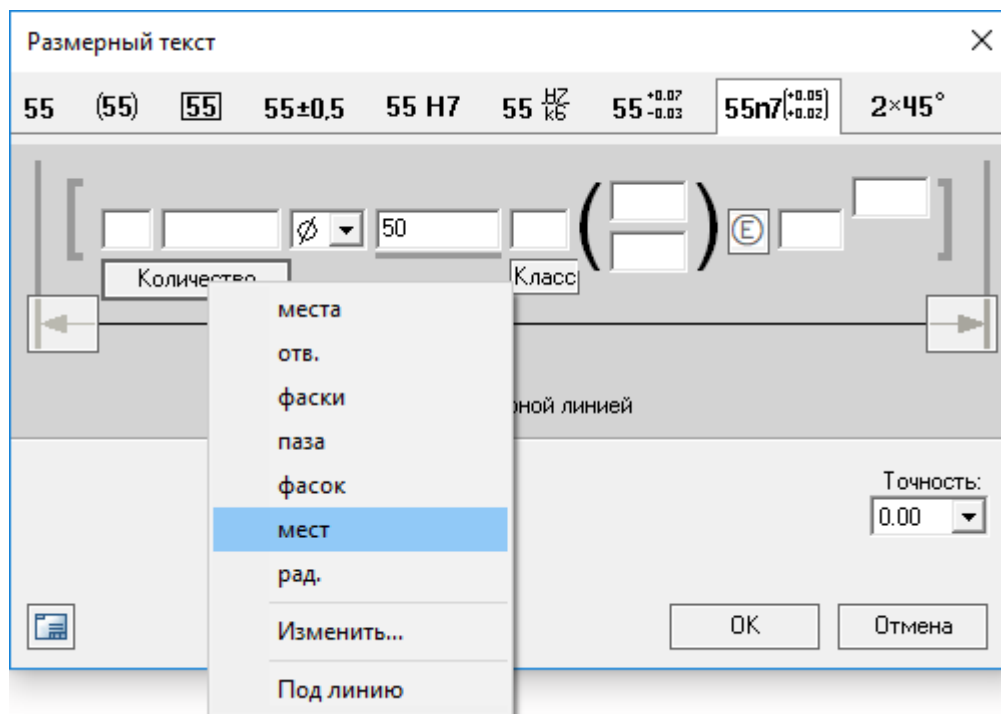 Размерный текст
55 (55) 55 55±0,5 55 H7 55 H7 k6 55 +0.07 -0.03 55n7(+0.05 +0.02) 2×45°
[ ∅ 50 ( ) Ⓔ ]
Количество Класс
места
отв.
фаски
рной линией
паза
фасок
Точность:
мест
0.00
рад.
Изменить...
OK Отмена
Под линию